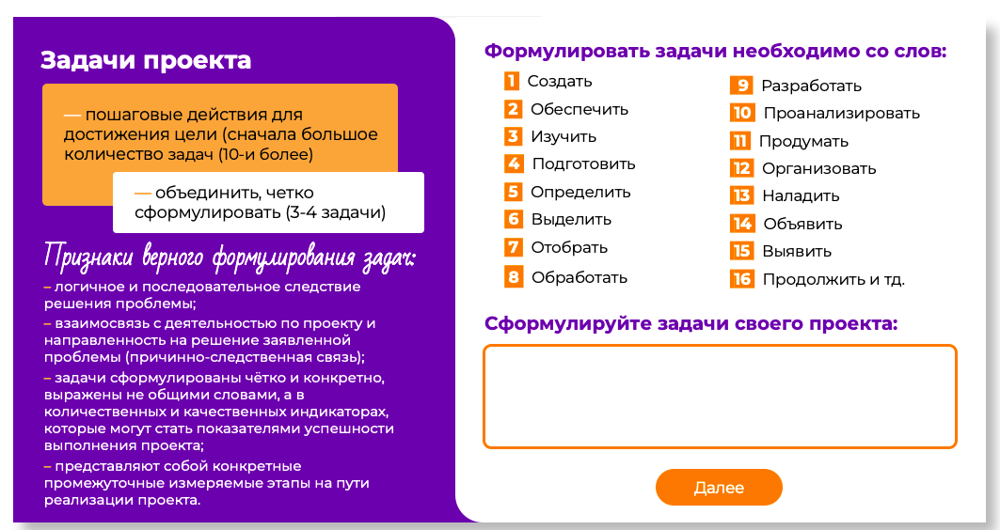 Задачи проекта
— пошаговые действия для
достижения цели (сначала большое
количество задач (10-и более)
— объединить, четко
сформулировать (3-4 задачи)
Признаки верного формулирования задач:
– логичное и последовательное следствие
решения проблемы;
– взаимосвязь с деятельностью по проекту и
направленность на решение заявленной
проблемы (причинно-следственная связь);
– задачи сформулированы чётко и конкретно,
выражены не общими словами, а в
количественных и качественных индикаторах,
которые могут стать показателями успешности
выполнения проекта;
– представляют собой конкретные
промежуточные измеряемые этапы на пути
реализации проекта.
Формулировать задачи необходимо со слов:
1 Создать
2 Обеспечить
3 Изучить
4 Подготовить
5 Определить
6 Выделить
7 Отобрать
8 Обработать
9 Разработать
10 Проанализировать
11 Продумать
12 Организовать
13 Наладить
14 Объявить
15 Выявить
16 Продолжить и тд.
Сформулируйте задачи своего проекта:
Далее